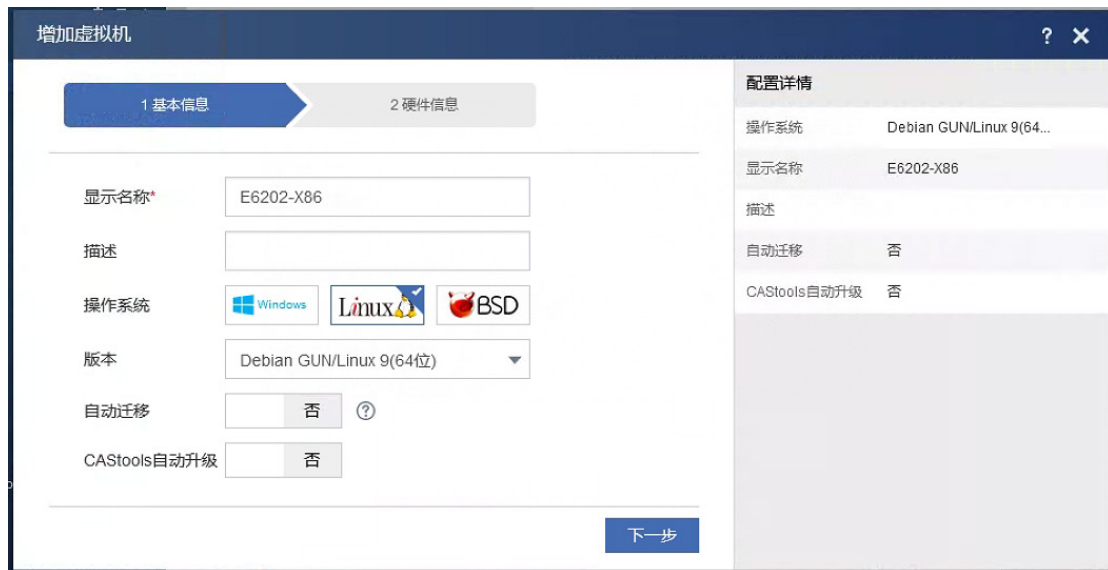 增加虚拟机
? ×
1 基本信息
2 硬件信息
显示名称*
E6202-X86
描述
操作系统
Windows
Linux
BSD
版本
Debian GUN/Linux 9(64位)
自动迁移
否
?
CAStools自动升级
否
下一步
配置详情
操作系统
Debian GUN/Linux 9(64...
显示名称
E6202-X86
描述
自动迁移
否
CAStools自动升级
否